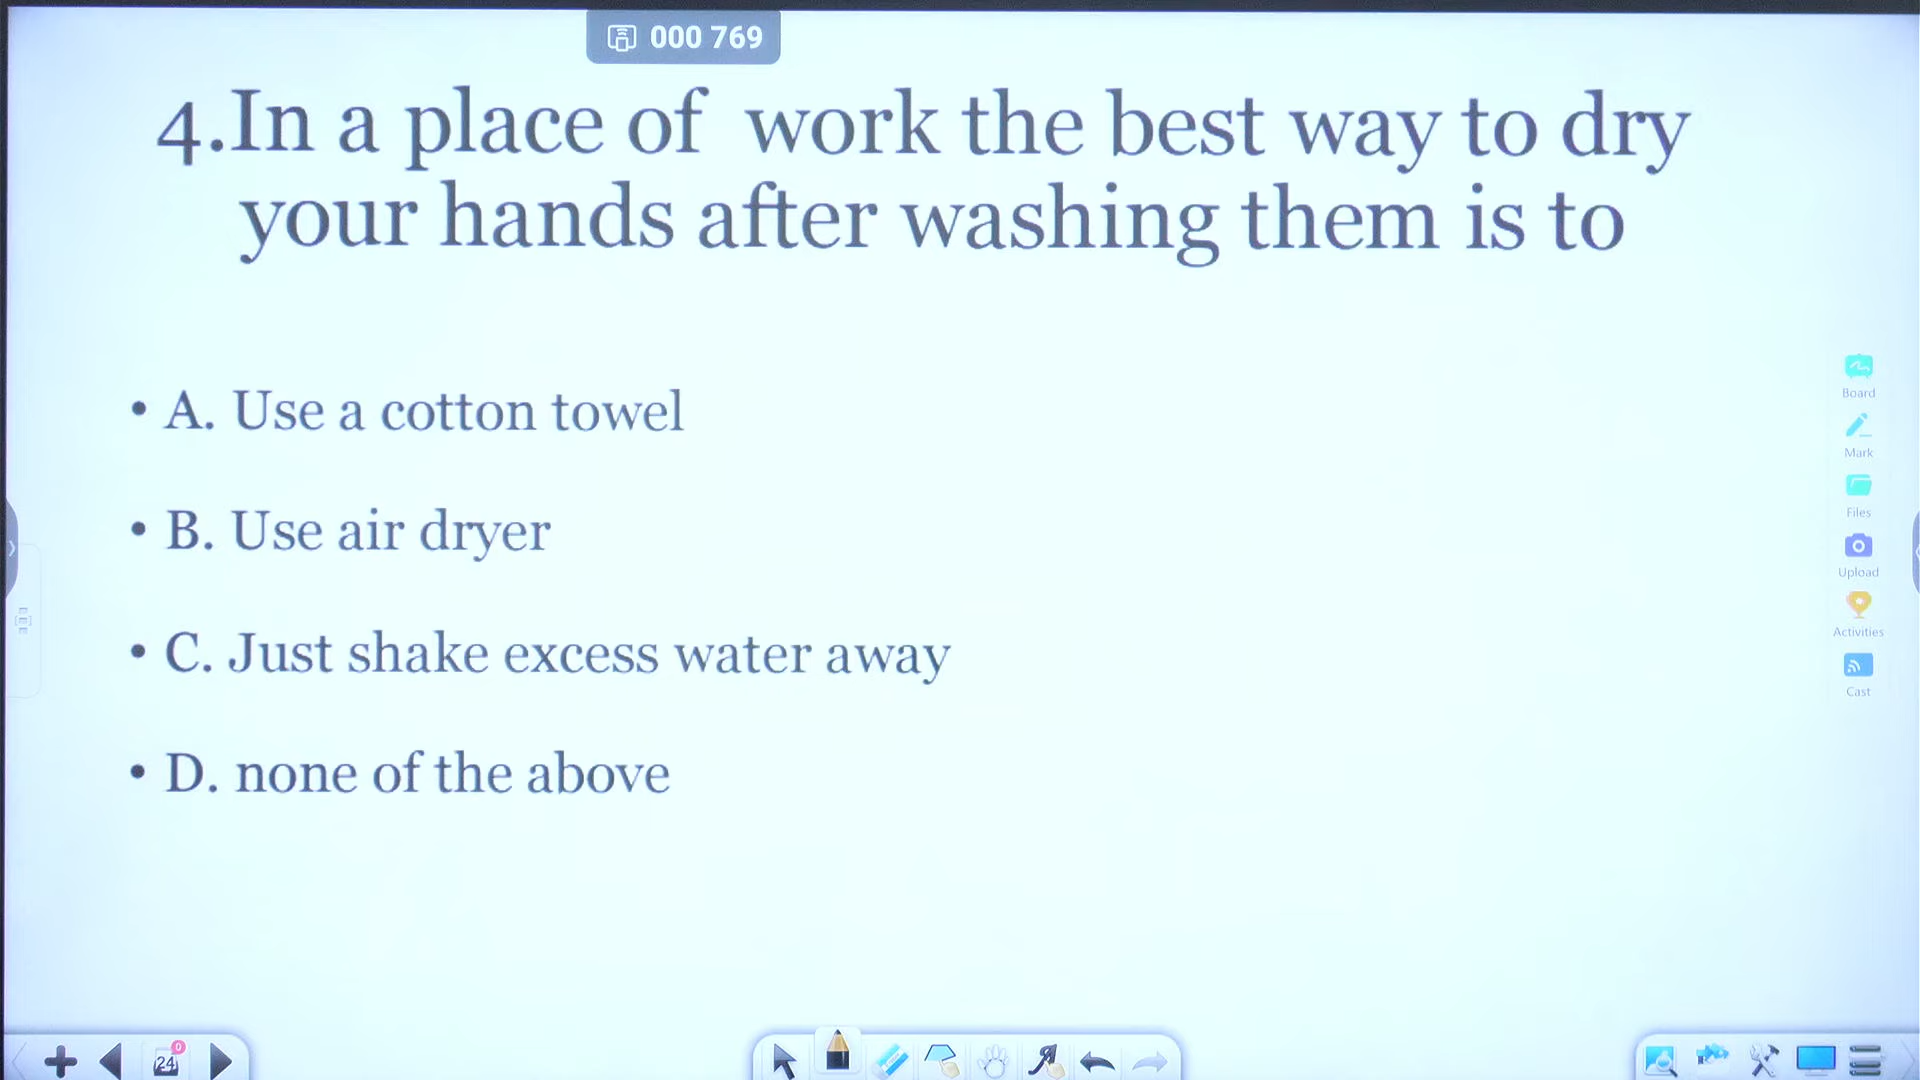 000 769
4.In a place of work the best way to dry
your hands after washing them is to
• A. Use a cotton towel
• B. Use air dryer
• C. Just shake excess water away
• D. none of the above
Board
Mark
Files
Upload
Activities
Cast
24
0